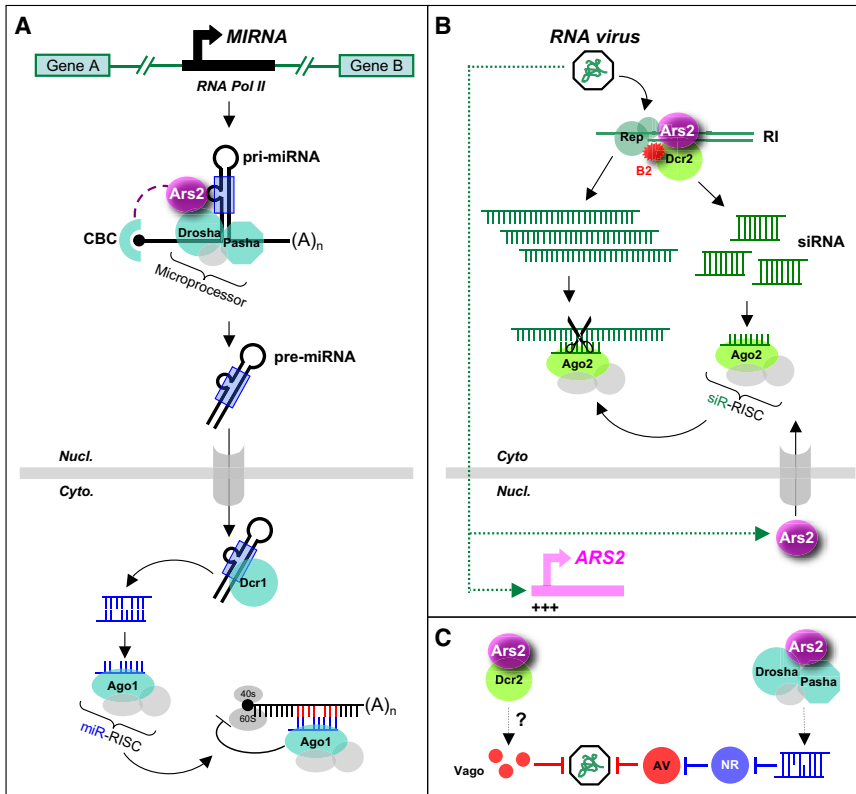 A
MIRNA
Gene A
Gene B
RNA Pol II
pri-miRNA
Ars2
CBC
Drosha
Pasha
(A)n
Microprocessor
pre-miRNA
Nucl.
Cyto.
Dcr1
Ago1
miR-RISC
40s
60S
(A)n
Ago1
B
RNA virus
Rep
Ars2
RI
B2
Dcr2
siRNA
Ago2
Ago2
siR-RISC
Cyto
Nucl.
Ars2
ARS2
+++
C
Ars2
Dcr2
Ars2
Drosha
Pasha
?
Vago
AV
NR